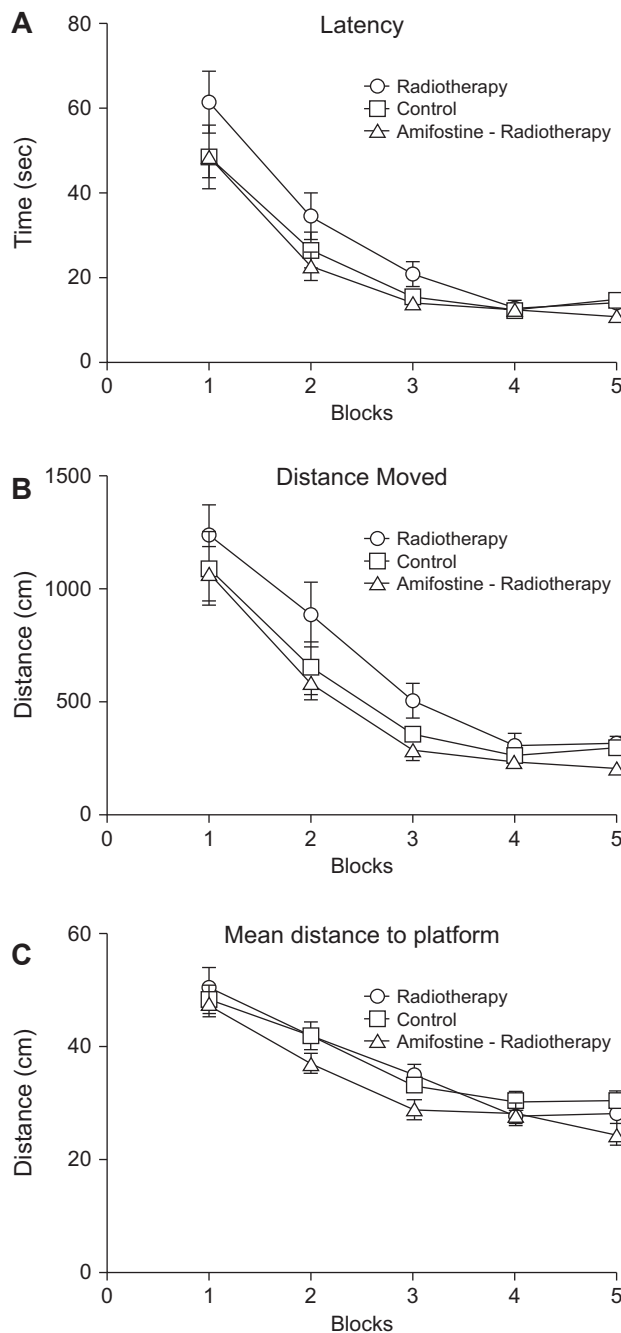 A
Latency
80
Radiotherapy
Control
Amifostine - Radiotherapy
60
40
20
0
Time (sec)
0 1 2 3 4 5
Blocks
B
Distance Moved
1500
Radiotherapy
Control
Amifostine - Radiotherapy
1000
500
0
Distance (cm)
0 1 2 3 4 5
Blocks
C
Mean distance to platform
60
Radiotherapy
Control
Amifostine - Radiotherapy
40
20
0
Distance (cm)
0 1 2 3 4 5
Blocks